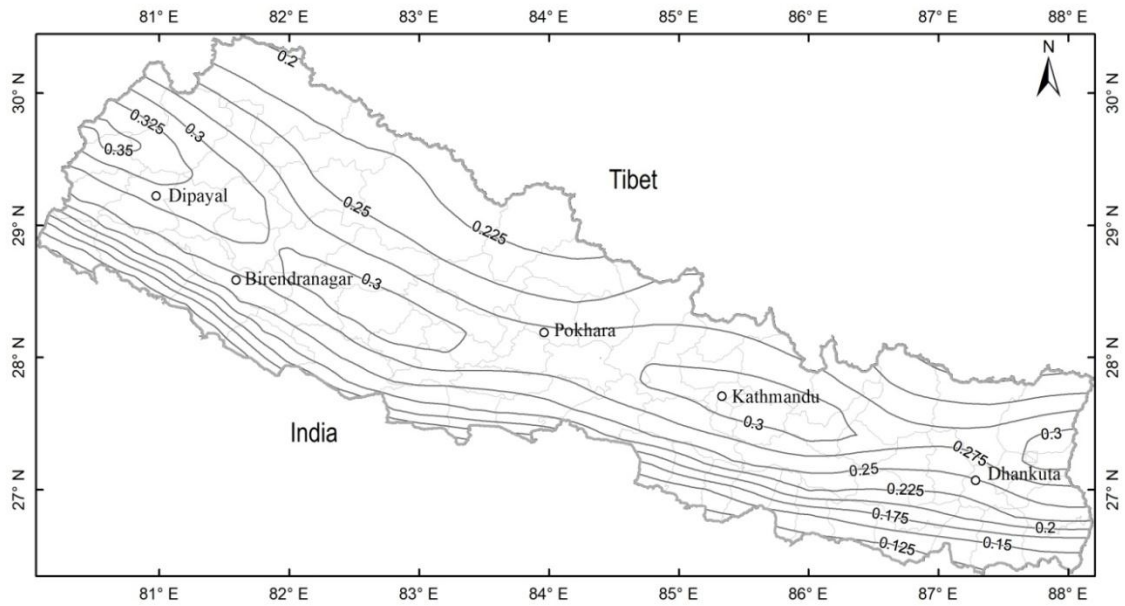 81° E 82° E 83° E 84° E 85° E 86° E 87° E 88° E
N
30° N 30° N
0.2
0.325
0.3
0.35
Tibet
Dipayal
0.25
29° N 29° N
0.225
Birendranagar
0.3
Pokhara
28° N 28° N
Kathmandu
0.3
India
0.3
0.275
0.25
Dhankuta
27° N 27° N
0.225
0.175
0.2
0.125
0.15
81° E 82° E 83° E 84° E 85° E 86° E 87° E 88° E